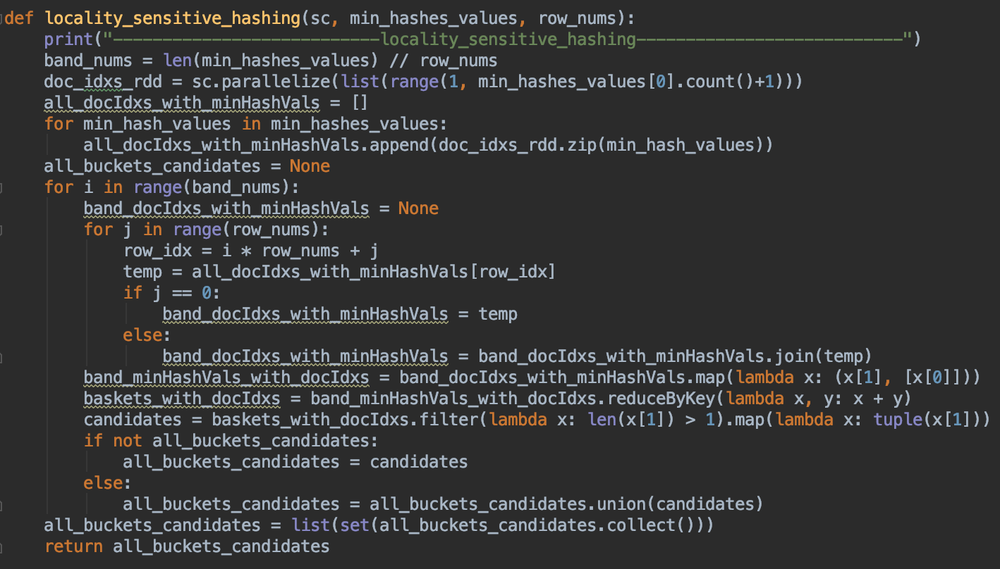 def locality_sensitive_hashing(sc, min_hashes_values, row_nums):
    print("---------------------------locality_sensitive_hashing---------------------------")
    band_nums = len(min_hashes_values) // row_nums
    doc_idxs_rdd = sc.parallelize(list(range(1, min_hashes_values[0].count()+1)))
    all_docIdxs_with_minHashVals = []
    for min_hash_values in min_hashes_values:
        all_docIdxs_with_minHashVals.append(doc_idxs_rdd.zip(min_hash_values))
    all_buckets_candidates = None
    for i in range(band_nums):
        band_docIdxs_with_minHashVals = None
        for j in range(row_nums):
            row_idx = i * row_nums + j
            temp = all_docIdxs_with_minHashVals[row_idx]
            if j == 0:
                band_docIdxs_with_minHashVals = temp
            else:
                band_docIdxs_with_minHashVals = band_docIdxs_with_minHashVals.join(temp)
        band_minHashVals_with_docIdxs = band_docIdxs_with_minHashVals.map(lambda x: (x[1], [x[0]]))
        baskets_with_docIdxs = band_minHashVals_with_docIdxs.reduceByKey(lambda x, y: x + y)
        candidates = baskets_with_docIdxs.filter(lambda x: len(x[1]) > 1).map(lambda x: tuple(x[1]))
        if not all_buckets_candidates:
            all_buckets_candidates = candidates
        else:
            all_buckets_candidates = all_buckets_candidates.union(candidates)
    all_buckets_candidates = list(set(all_buckets_candidates.collect()))
    return all_buckets_candidates